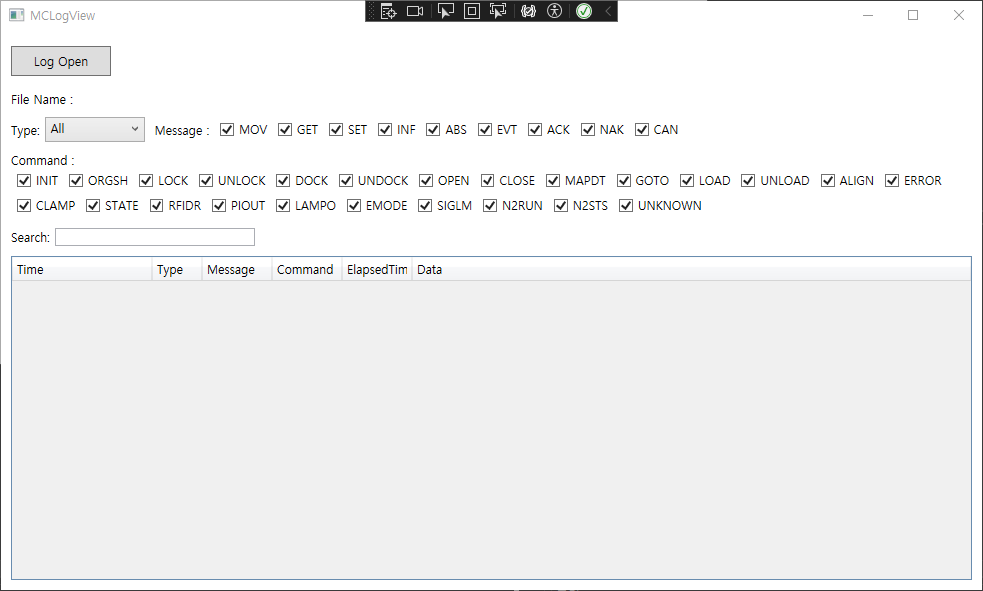 MCLogView
Log Open
File Name :
Type: All Message : MOV GET SET INF ABS EVT ACK NAK CAN
Command :
INIT ORGSH LOCK UNLOCK DOCK UNDOCK OPEN CLOSE MAPDT GOTO LOAD UNLOAD ALIGN ERROR
CLAMP STATE RFIDR PIOUT LAMPO EMODE SIGLM N2RUN N2STS UNKNOWN
Search:
Time Type Message Command ElapsedTim Data